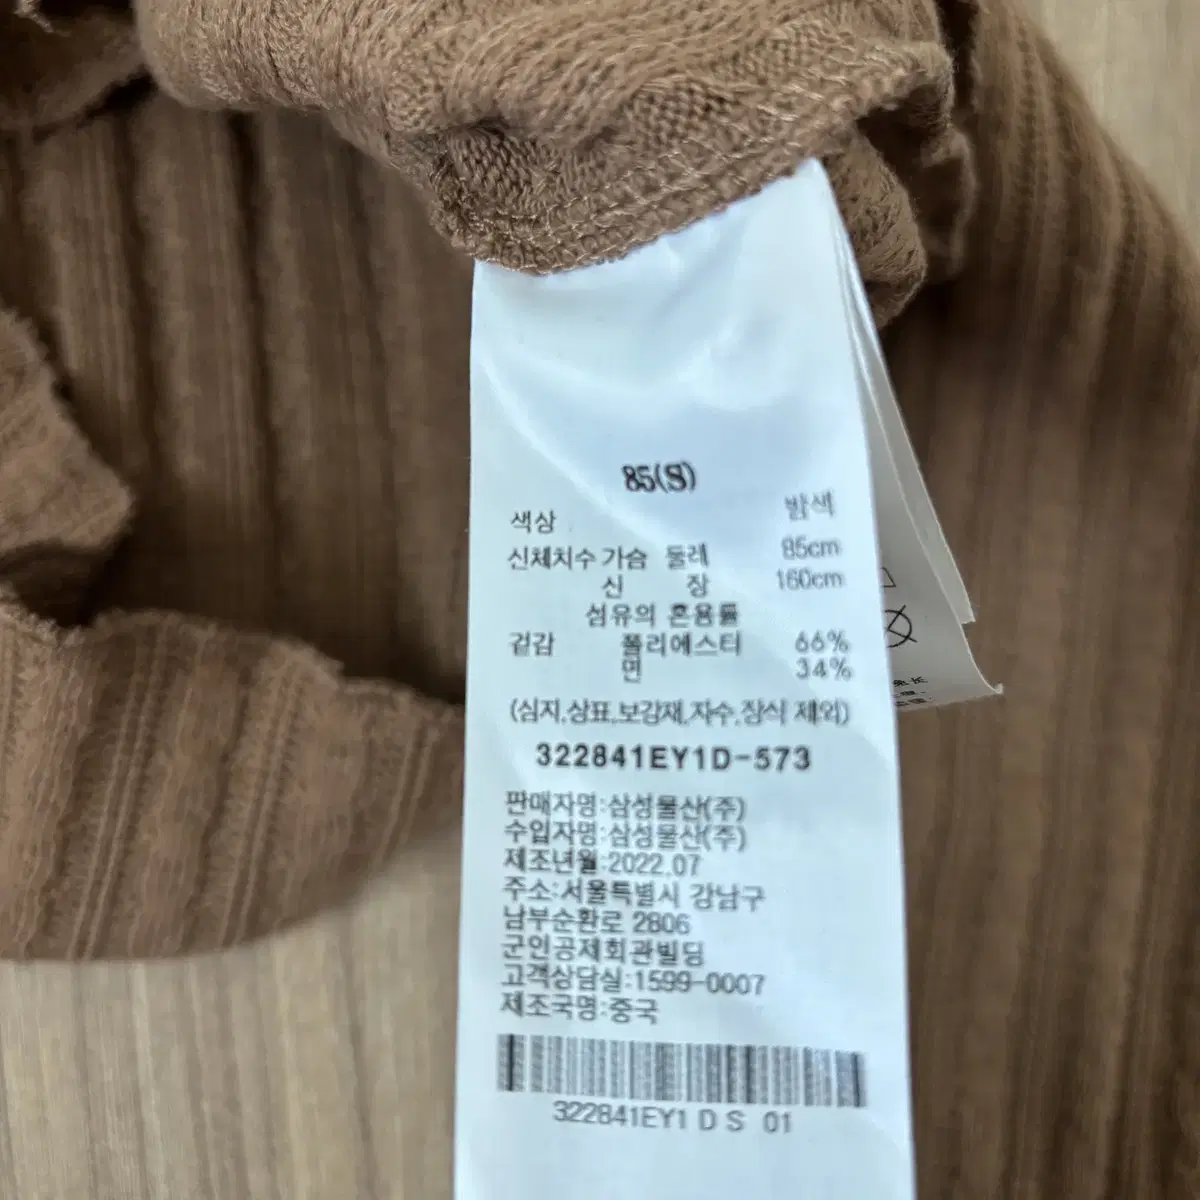 85(S)
색상 밤색
신체치수 가슴 둘레 85cm
신 장 160cm
섬유의 혼용률
겉감 폴리에스터 66%
면 34%
(심지,상표,보강재,자수,장식 제외)
322841EY1D-573
판매자명:삼성물산(주)
수입자명:삼성물산(주)
제조년월:2022.07
주소:서울특별시 강남구
남부순환로 2806
군인공제회관빌딩
고객상담실:1599-0007
제조국명:중국
322841EY1 D S 01